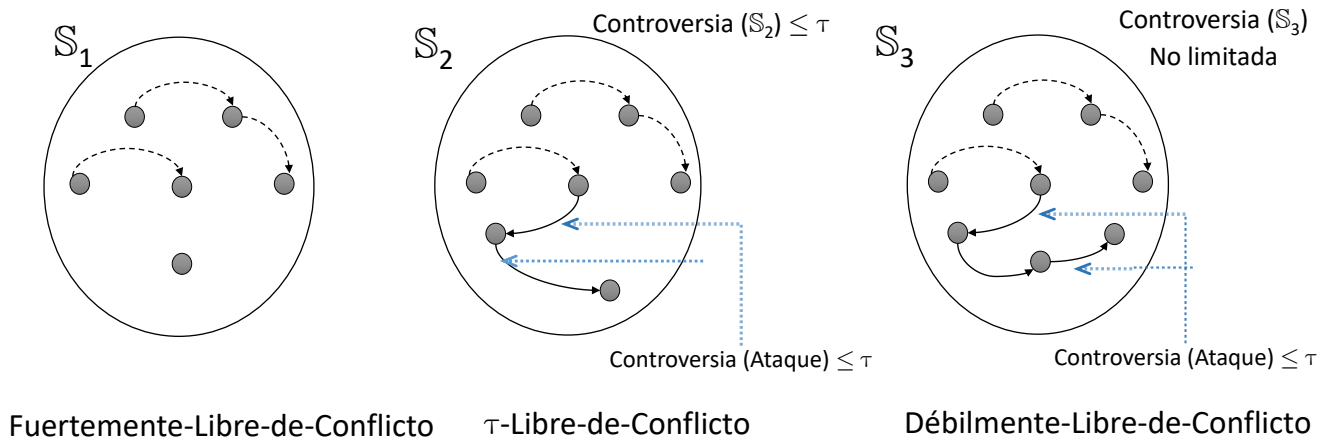 𝕊1
𝕊2
Controversia (𝕊2) ≤ τ
𝕊3
Controversia (𝕊3)
No limitada
Controversia (Ataque) ≤ τ
Controversia (Ataque) ≤ τ
Fuertemente-Libre-de-Conflicto
τ-Libre-de-Conflicto
Débilmente-Libre-de-Conflicto